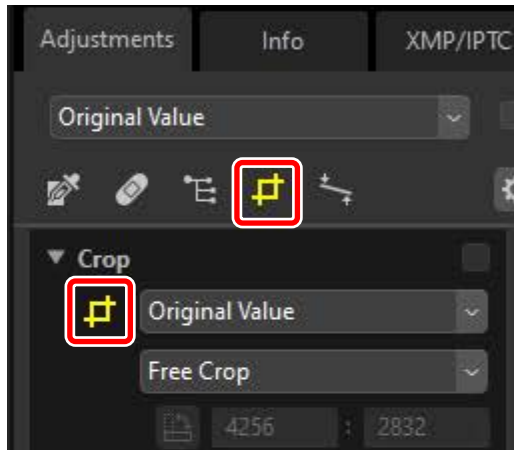 Adjustments Info XMP/IPTC
Original Value
Crop
Original Value
Free Crop
4256 : 2832